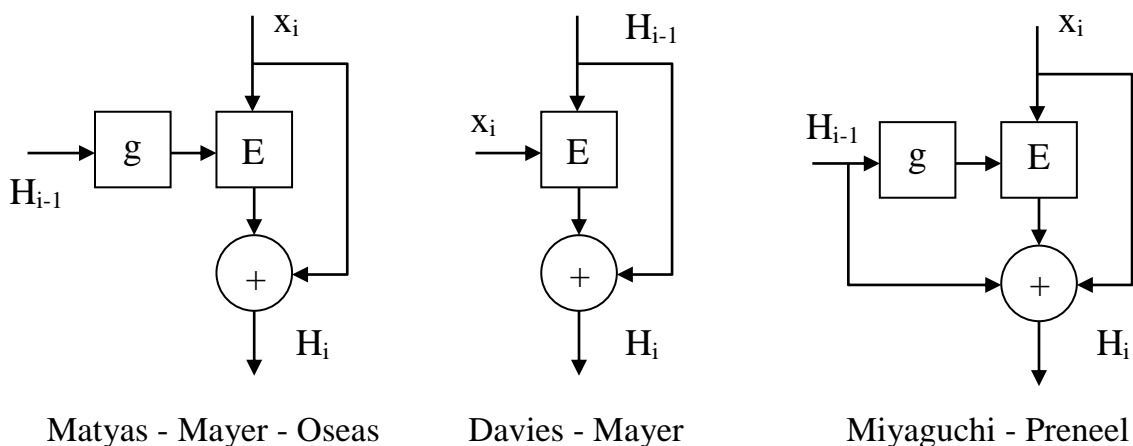 xᵢ
g
E
Hᵢ₋₁
+
Hᵢ
Matyas - Mayer - Oseas
Hᵢ₋₁
xᵢ
E
+
Hᵢ
Davies - Mayer
xᵢ
Hᵢ₋₁
g
E
+
Hᵢ
Miyaguchi - Preneel